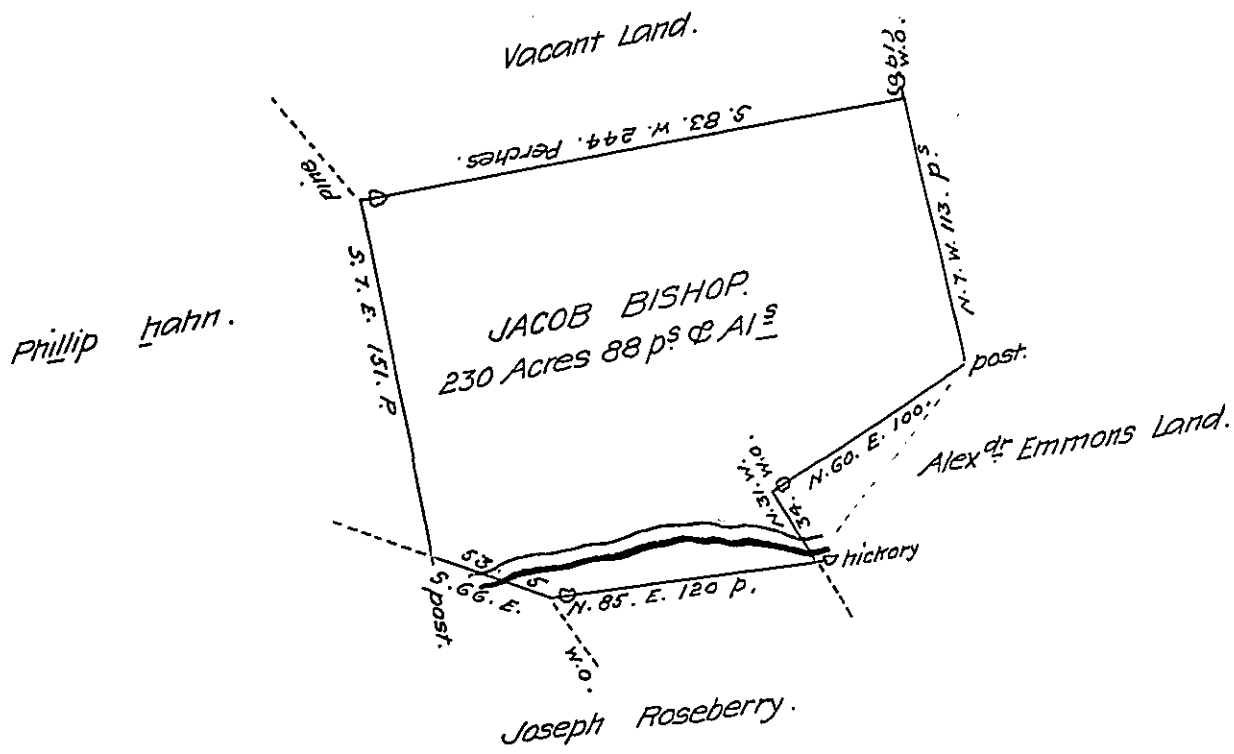 Vacant Land.
Big
W.O.
S. 83. W. 244. Perches.
Pine
N. 7. W. 113. ps.
S. 7. E. 151. P.
JACOB BISHOP.
230 Acres 88 ps & Als
Phillip hahn.
post.
N. 60. E. 100.
Alexdr. Emmons Land.
W.O.
N. 31. W.
34.
hickory
53.
S. 66. E.
post.
N. 85. E. 120 p.
W.O.
Joseph Roseberry.